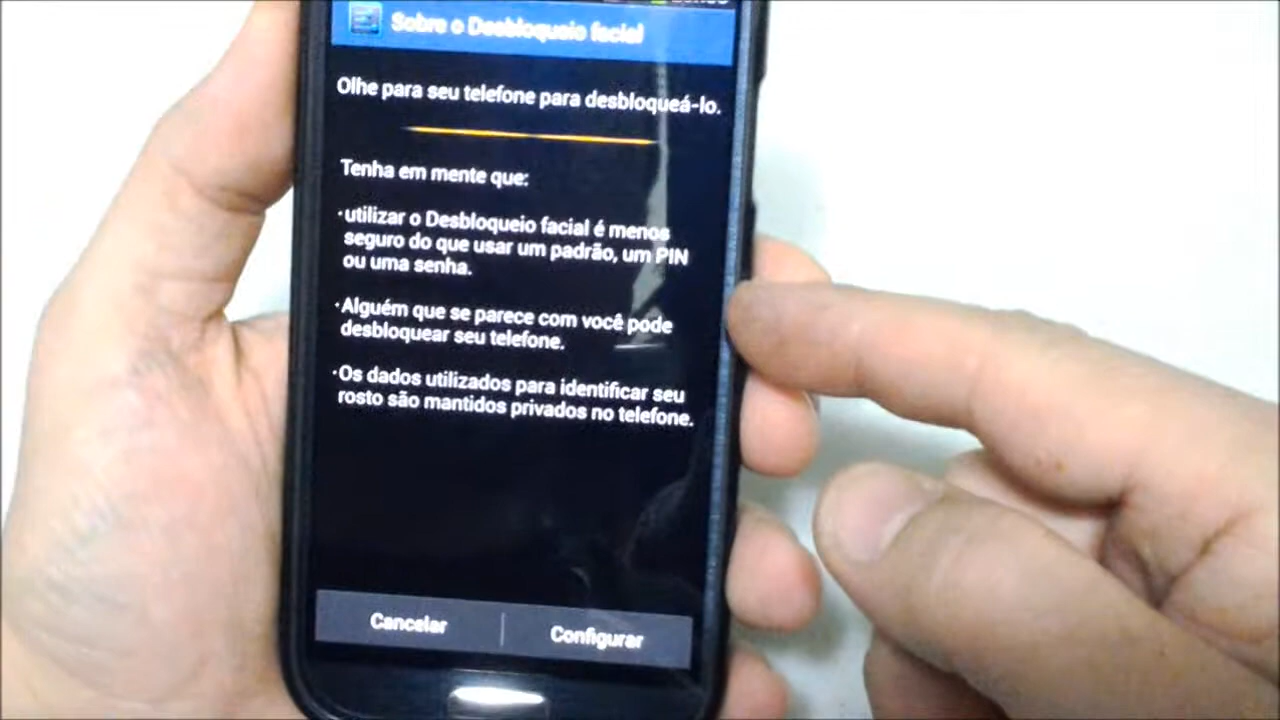 Sobre o Desbloqueio facial
Olhe para seu telefone para desbloqueá-lo.
Tenha em mente que:
·utilizar o Desbloqueio facial é menos
seguro do que usar um padrão, um PIN
ou uma senha.
·Alguém que se parece com você pode
desbloquear seu telefone.
·Os dados utilizados para identificar seu
rosto são mantidos privados no telefone.
Cancelar
Configurar